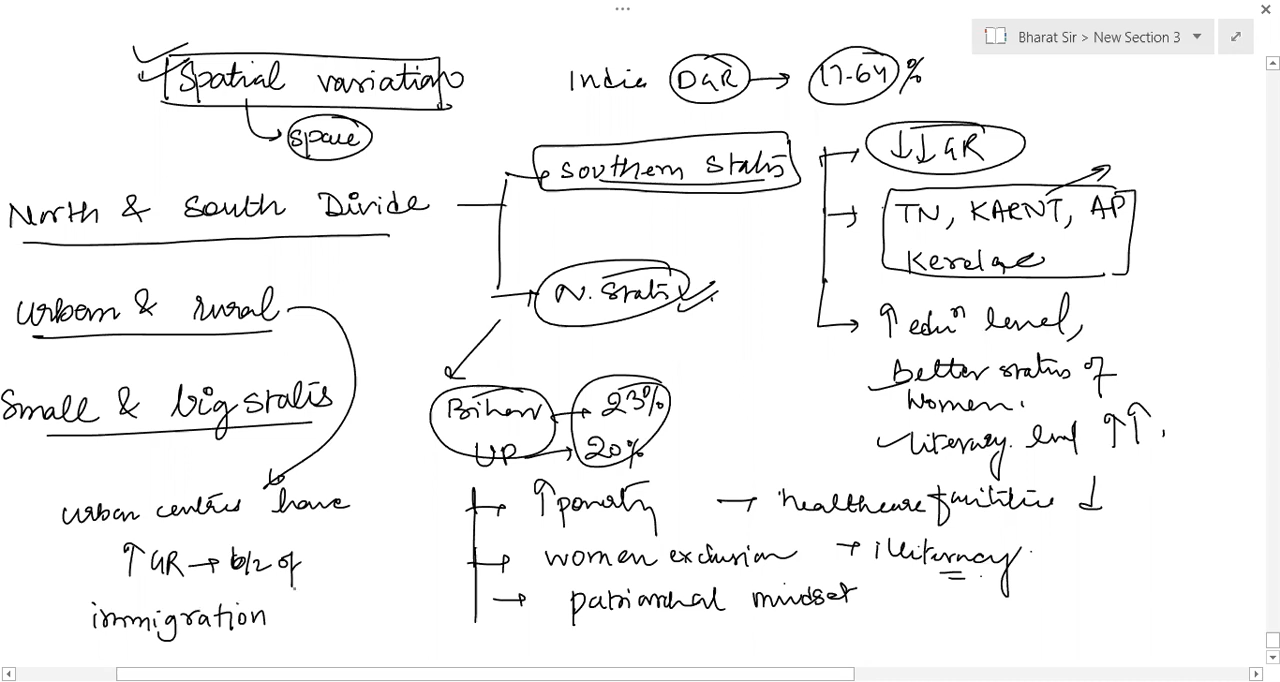 Bharat Sir > New Section 3
Spatial variation
space
India DGR → 17-64%
North & South Divide
Southern States
↓↓ GR
TN, KARNT, AP
Kerelae
↑ eduⁿ level,
Better status of
women.
literacy level ↑↑,
N. States
Urban & rural
Small & big states
Bihar → 23%
UP → 20%
urban centres have
↑ GR → b/z of
immigration
→ ↑ poverty → healthcare facilities ↓
→ women exclusion → illiteracy.
→ patriarchal mindset